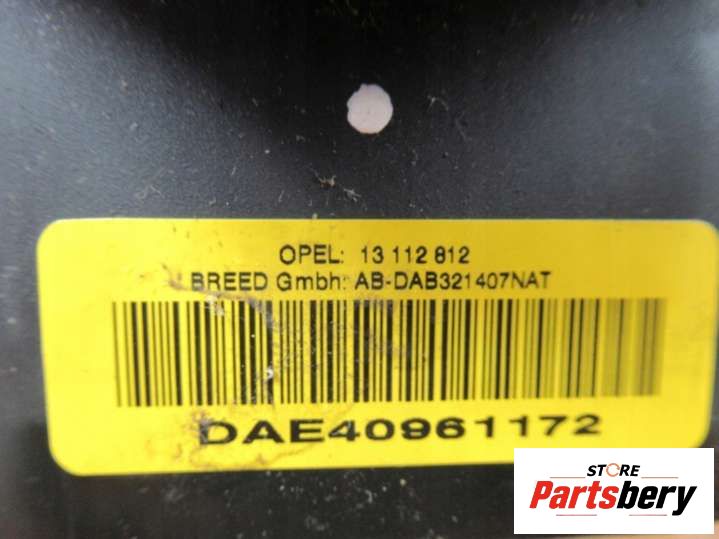 OPEL: 13 112 812
BREED Gmbh: AB-DAB321407NAT
DAE40961172
STORE
Partsbery